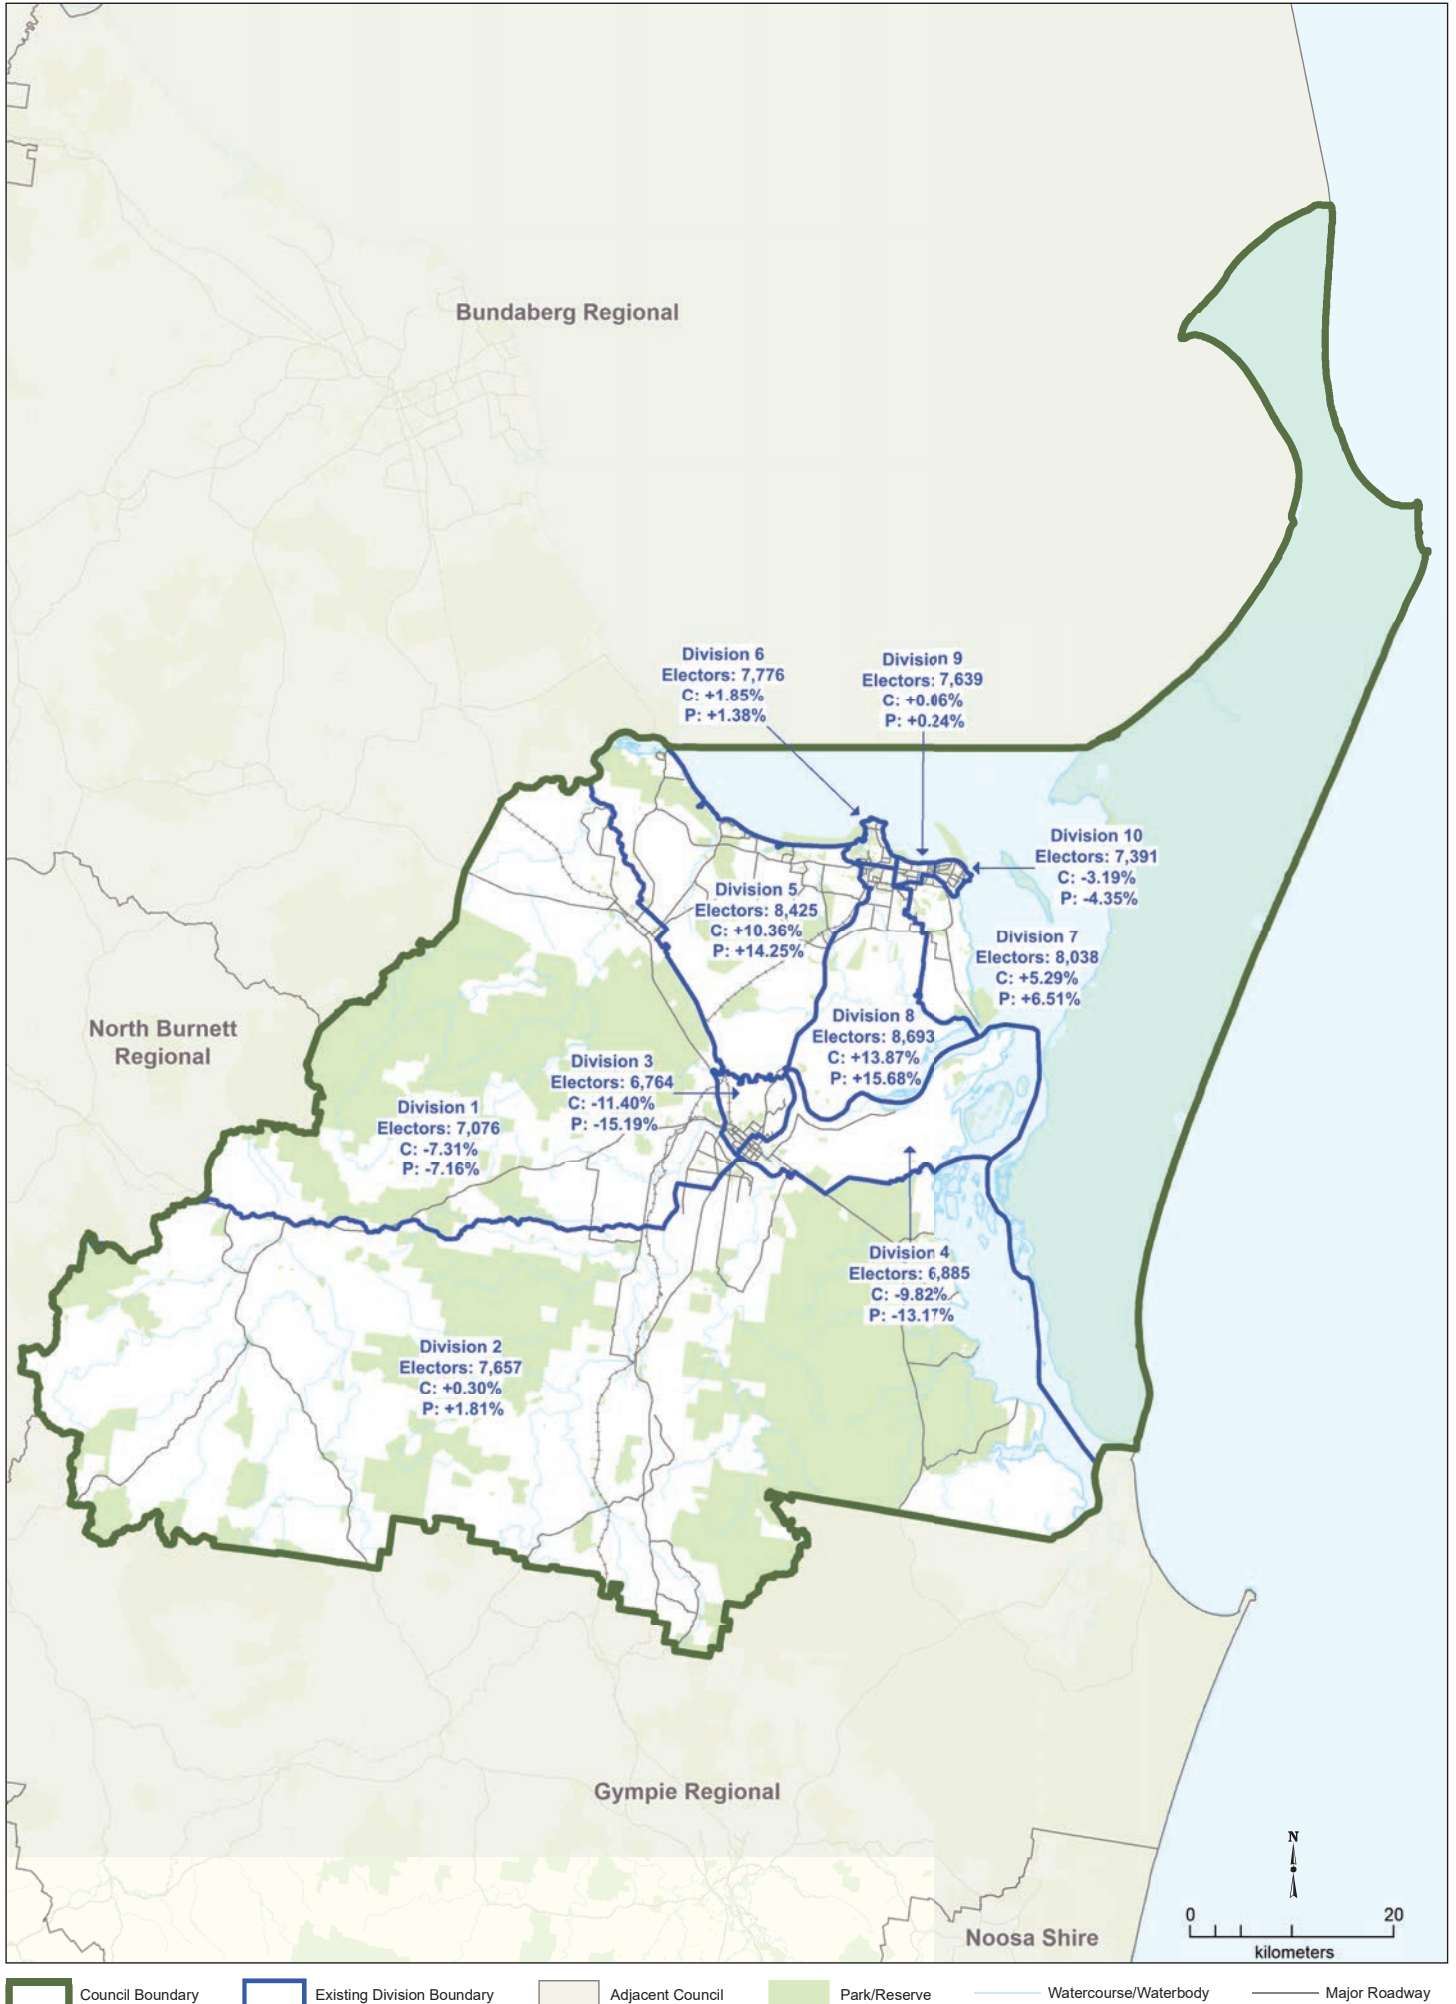 Bundaberg Regional
Division 6
Electors: 7,776
C: +1.85%
P: +1.38%
Division 9
Electors: 7,639
C: +0.06%
P: +0.24%
Division 10
Electors: 7,391
C: -3.19%
P: -4.35%
Division 5
Electors: 8,425
C: +10.36%
P: +14.25%
Division 7
Electors: 8,038
C: +5.29%
P: +6.51%
Division 8
Electors: 8,693
C: +13.87%
P: +15.68%
North Burnett
Regional
Division 3
Electors: 6,764
C: -11.40%
P: -15.19%
Division 1
Electors: 7,076
C: -7.31%
P: -7.16%
Division 4
Electors: 6,885
C: -9.82%
P: -13.17%
Division 2
Electors: 7,657
C: +0.30%
P: +1.81%
Gympie Regional
Noosa Shire
N
0 20
kilometers
Council Boundary
Existing Division Boundary
Adjacent Council
Park/Reserve
Watercourse/Waterbody
Major Roadway